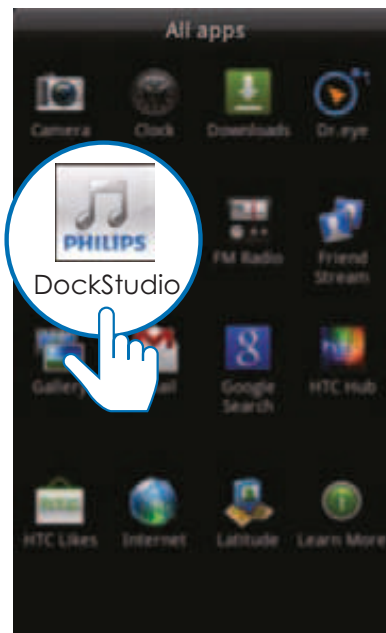 All apps
Camera
Clock
Downloads
Dr.eye
PHILIPS
DockStudio
FM Radio
Friend
Stream
Gallery
Google
Search
HTC Hub
HTC Likes
Internet
Latitude
Learn More